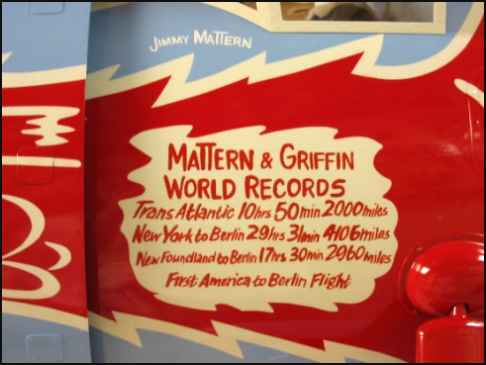 JIMMY MATTERN
MATTERN & GRIFFIN
WORLD RECORDS
Trans Atlantic 10hrs 50min 2000miles
New York to Berlin 29hrs 31min 4106miles
New Foundland to Berlin 17hrs 30min 2960miles
First America to Berlin Flight